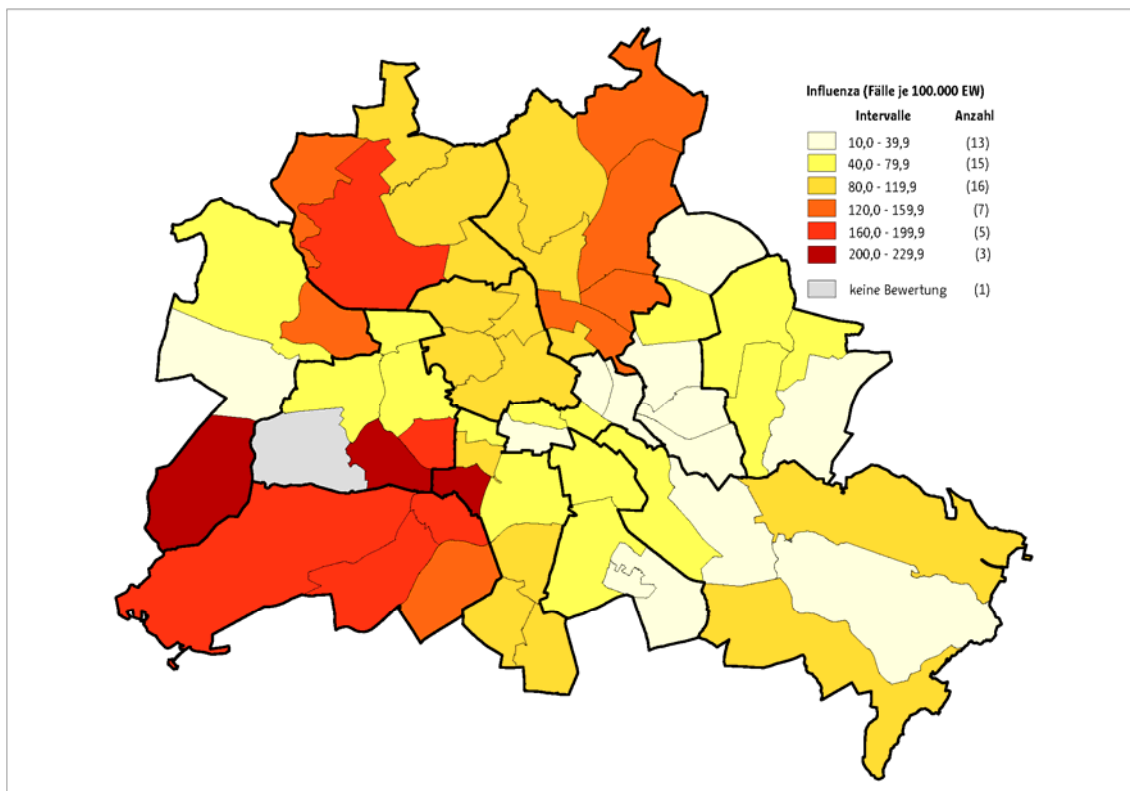 Influenza (Fälle je 100.000 EW)
Intervalle Anzahl
10,0 - 39,9 (13)
40,0 - 79,9 (15)
80,0 - 119,9 (16)
120,0 - 159,9 (7)
160,0 - 199,9 (5)
200,0 - 229,9 (3)
keine Bewertung (1)